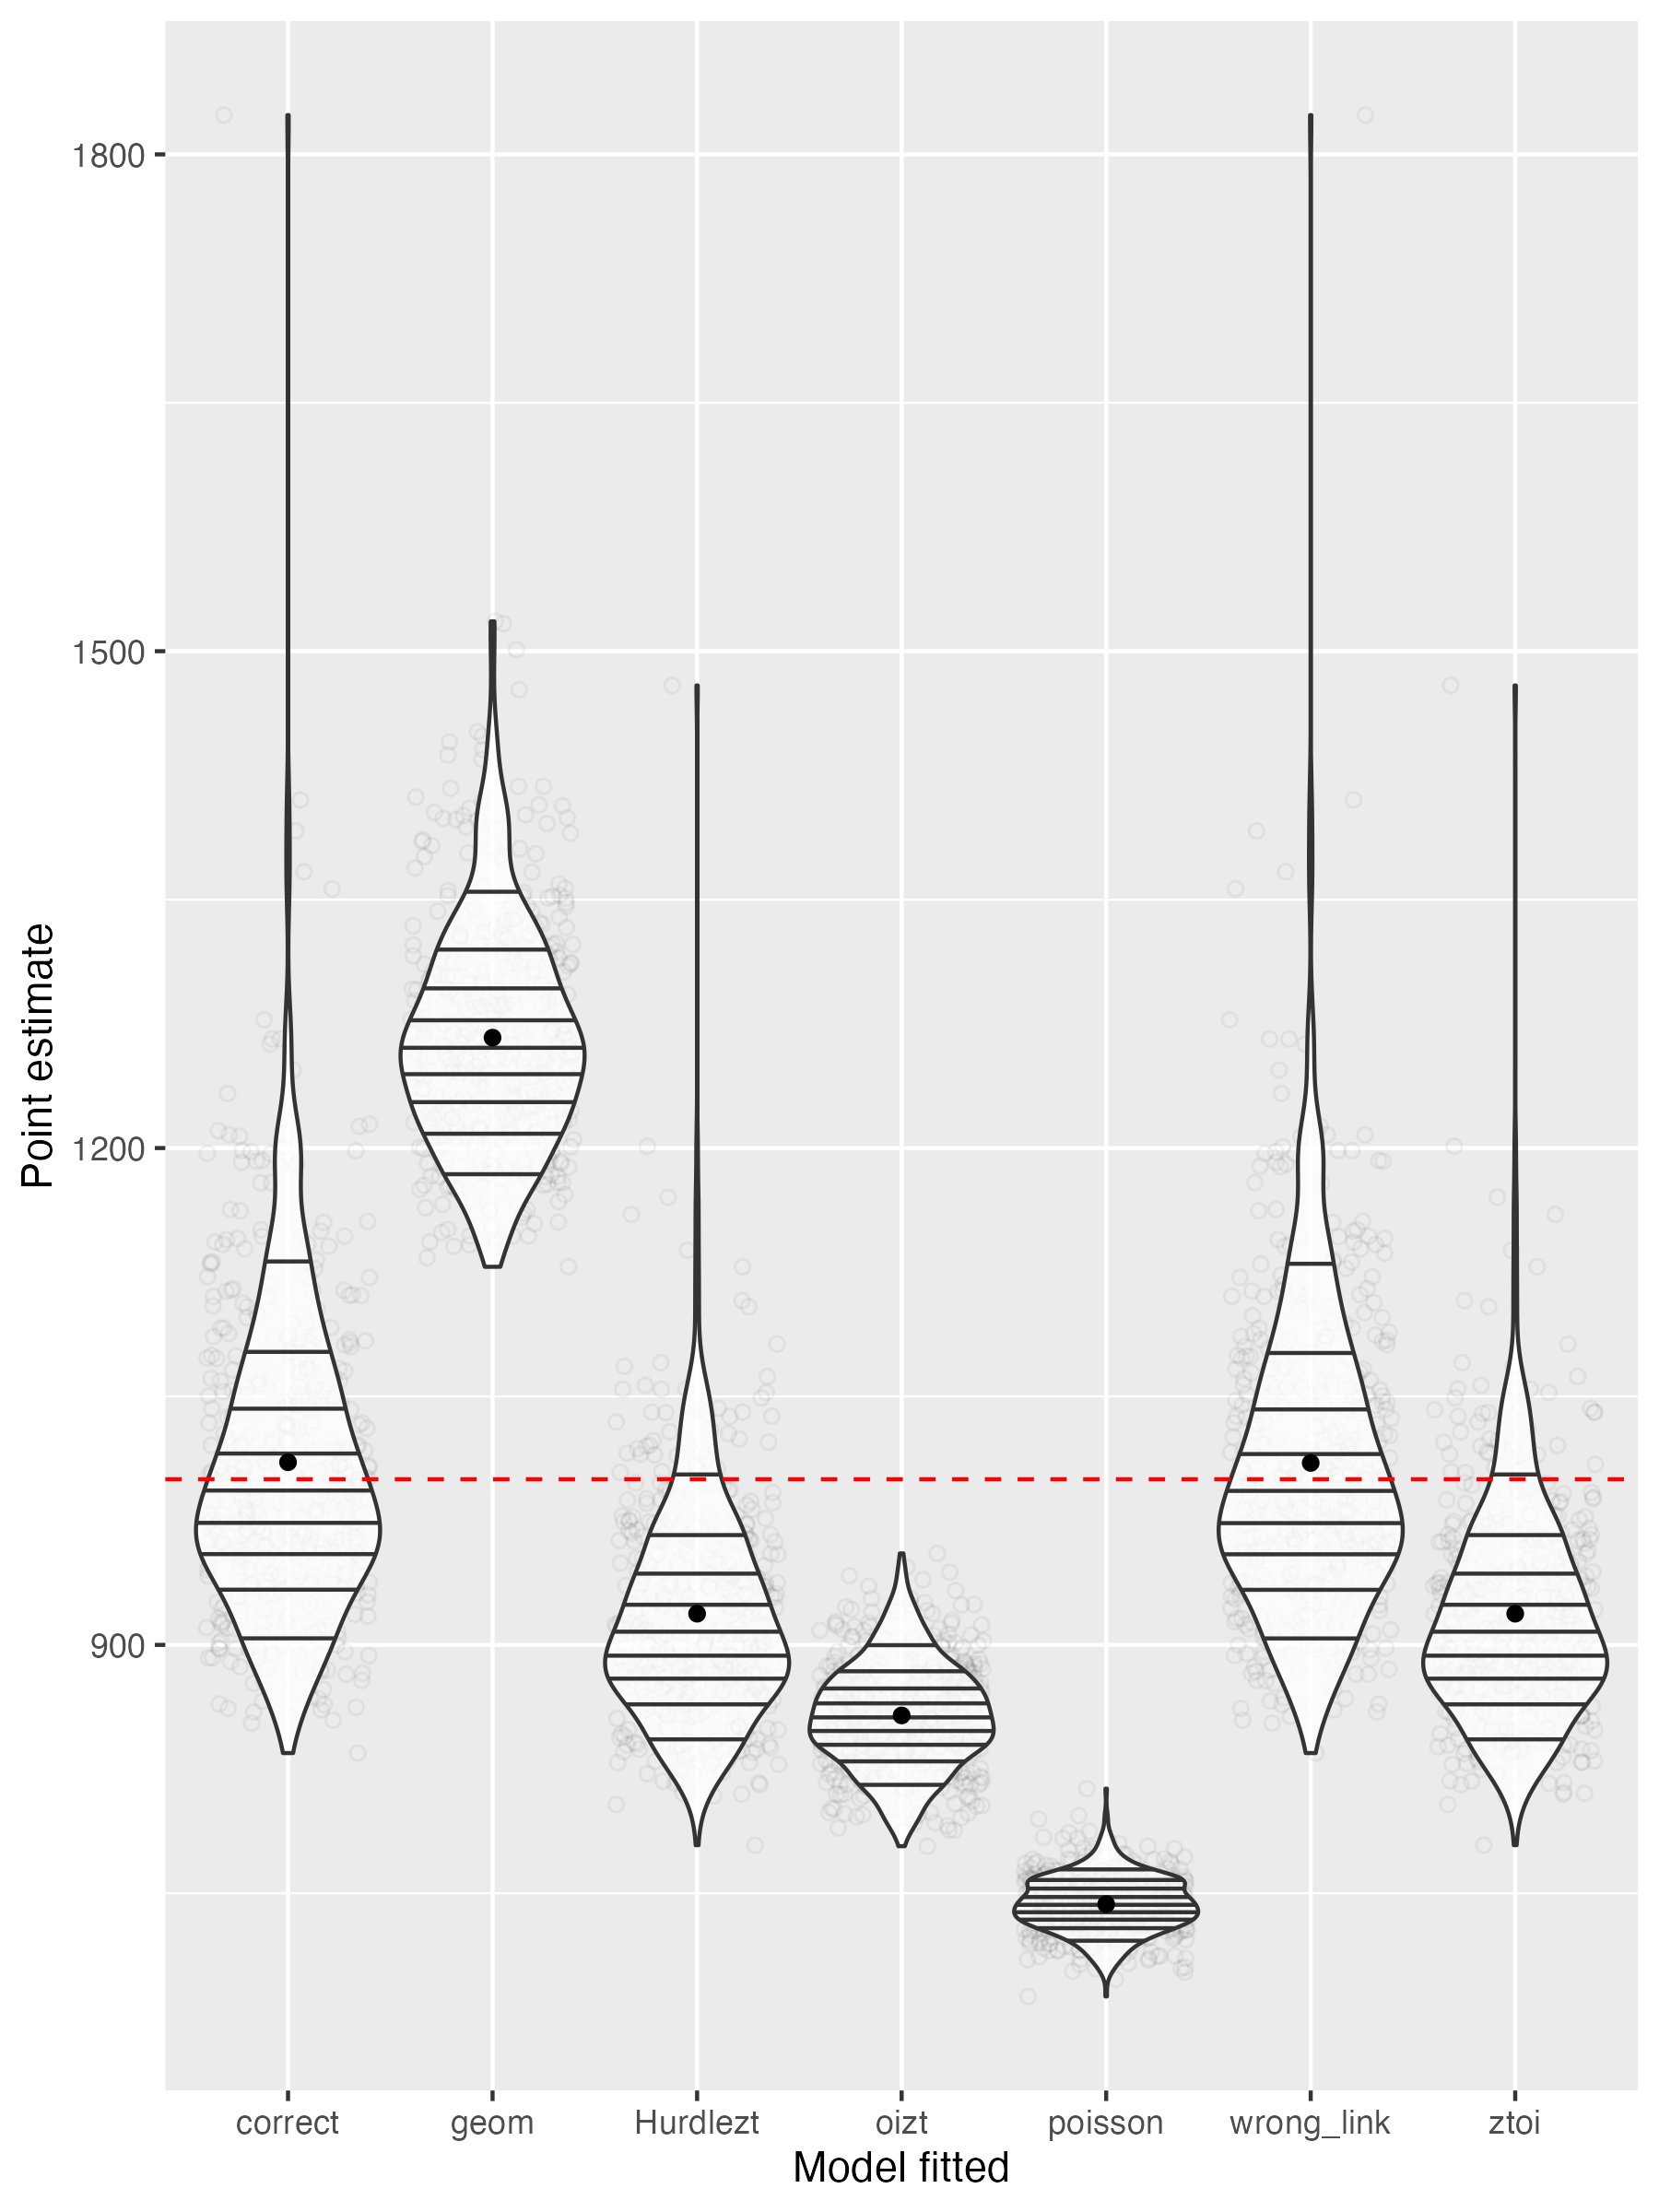 1800
1500
1200
900
Point estimate
correct geom Hurdlezt oizt poisson wrong_link ztoi
Model fitted